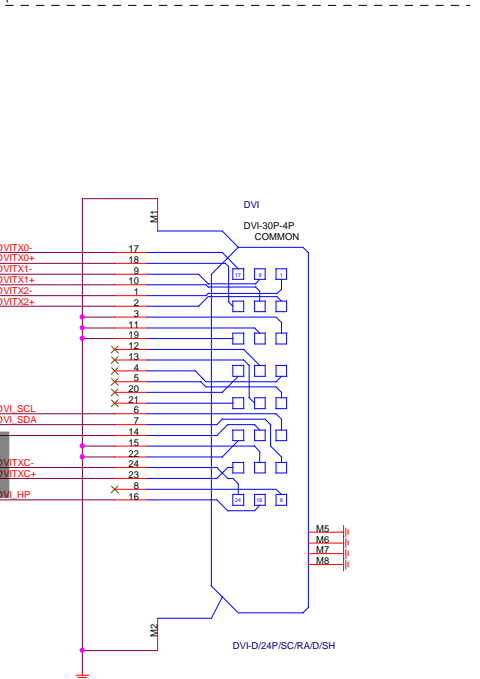 DVI
DVI-30P-4P
COMMON
M1
DVITX0- 17
DVITX0+ 18
DVITX1- 9
DVITX1+ 10
DVITX2- 1
DVITX2+ 2
17 9 1
3
11
19
12
13
4
5
20
21
DVI_SCL 6
DVI_SDA 7
14
15
22
DVITXC- 24
DVITXC+ 23
8
DVI_HP 16
24 16 8
M5
M6
M7
M8
M2
DVI-D/24P/SC/RA/D/SH